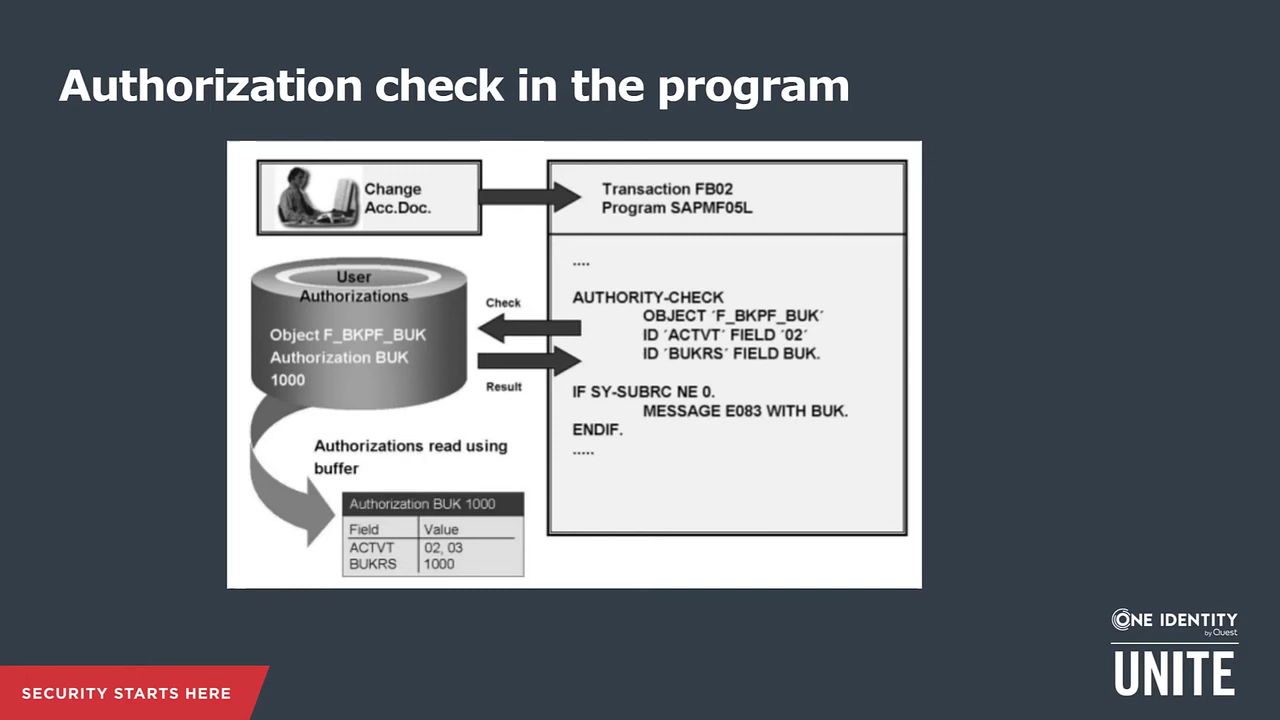 Authorization check in the program
Change
Acc.Doc.
Transaction FB02
Program SAPMF05L
User
Authorizations
Object F_BKPF_BUK
Authorization BUK
1000
Check
Result
....
AUTHORITY-CHECK
OBJECT ´F_BKPF_BUK´
ID ´ACTVT´ FIELD ´02´
ID ´BUKRS´ FIELD BUK.
IF SY-SUBRC NE 0.
MESSAGE E083 WITH BUK.
ENDIF.
.....
Authorizations read using
buffer
Authorization BUK 1000
Field Value
ACTVT 02, 03
BUKRS 1000
SECURITY STARTS HERE
ONE IDENTITY
by Quest
UNITE